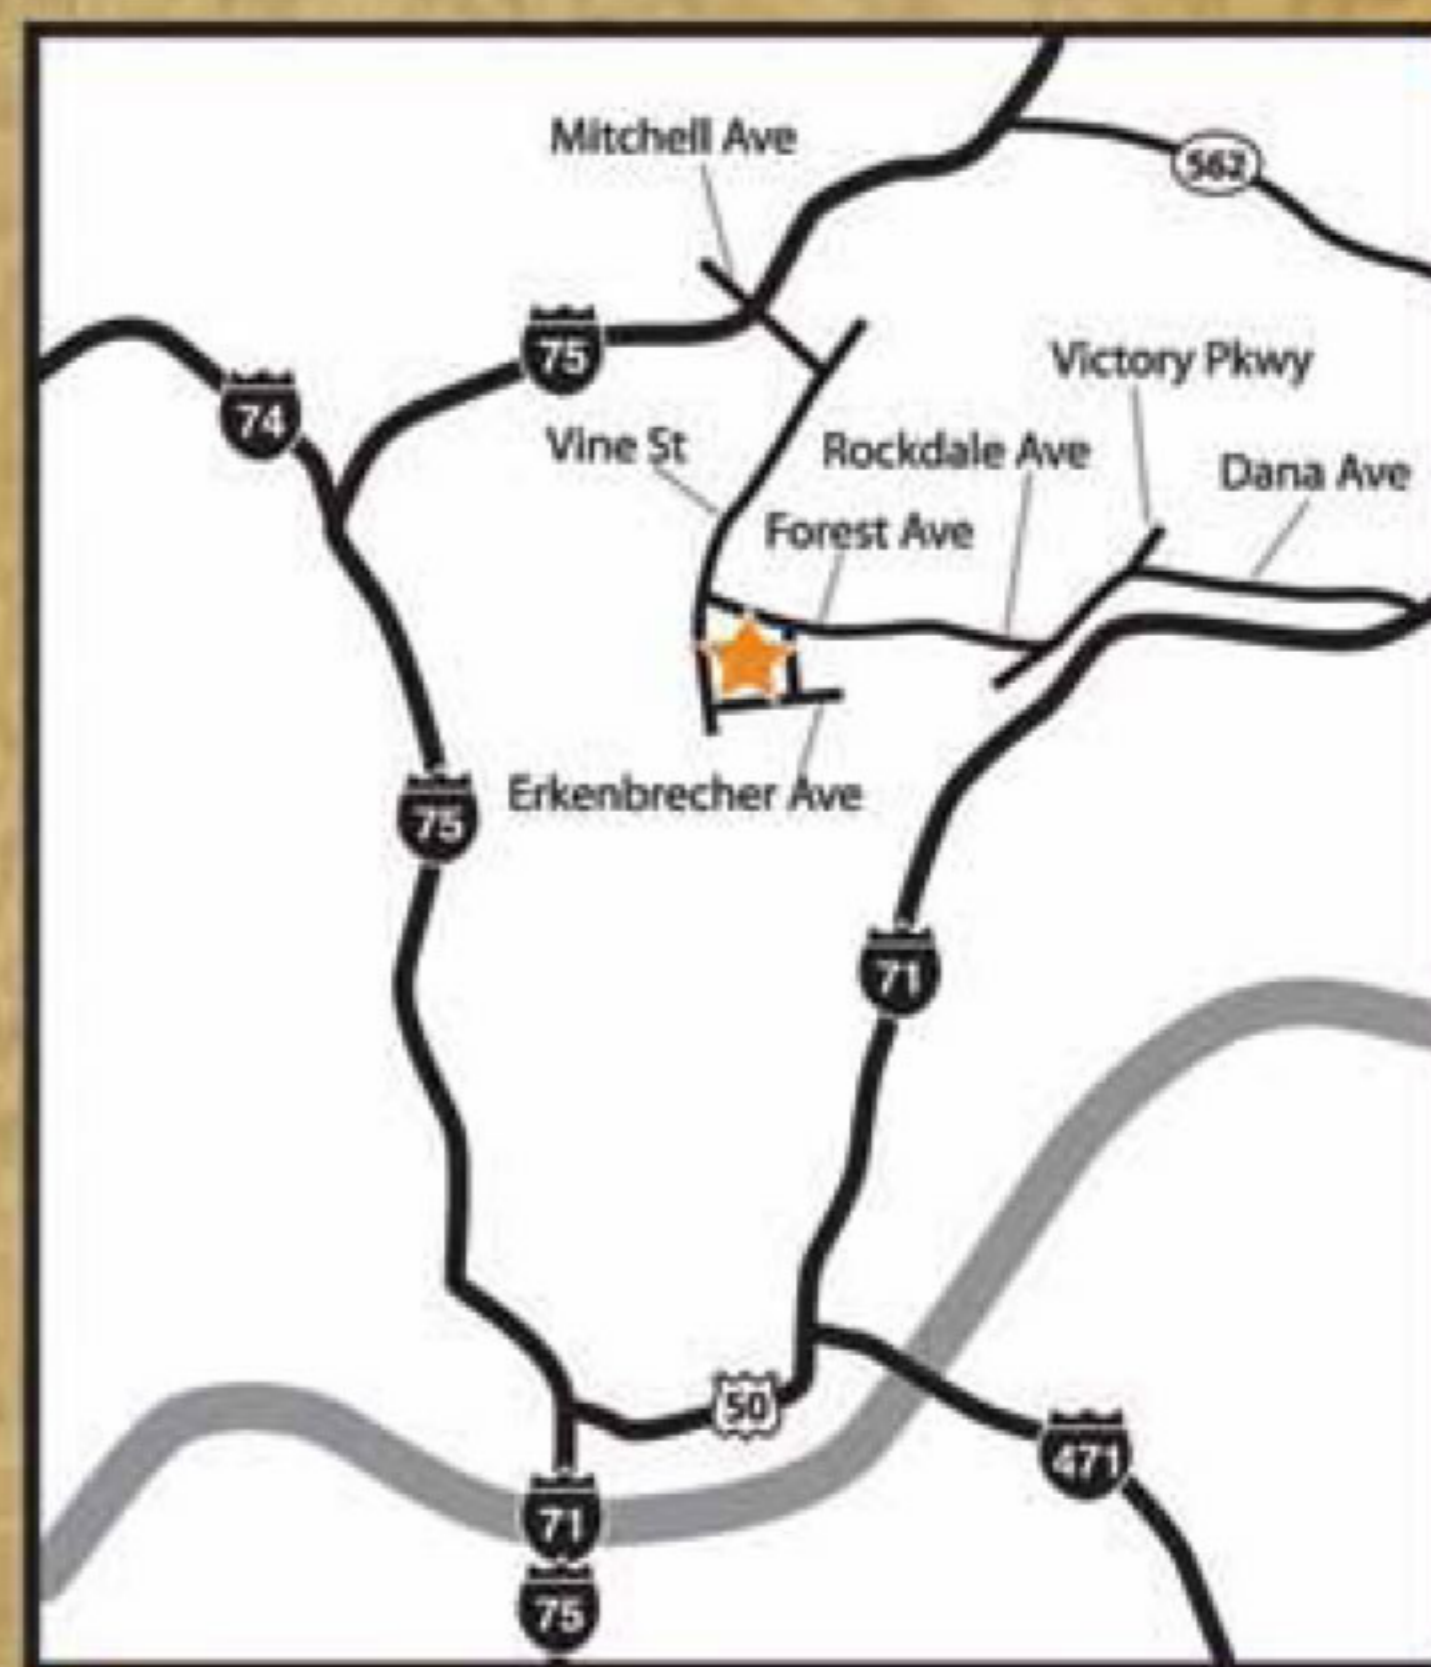 Mitchell Ave
562
75
Victory Pkwy
74
Vine St
Rockdale Ave
Dana Ave
Forest Ave
Erkenbrecher Ave
75
71
50
471
71
75